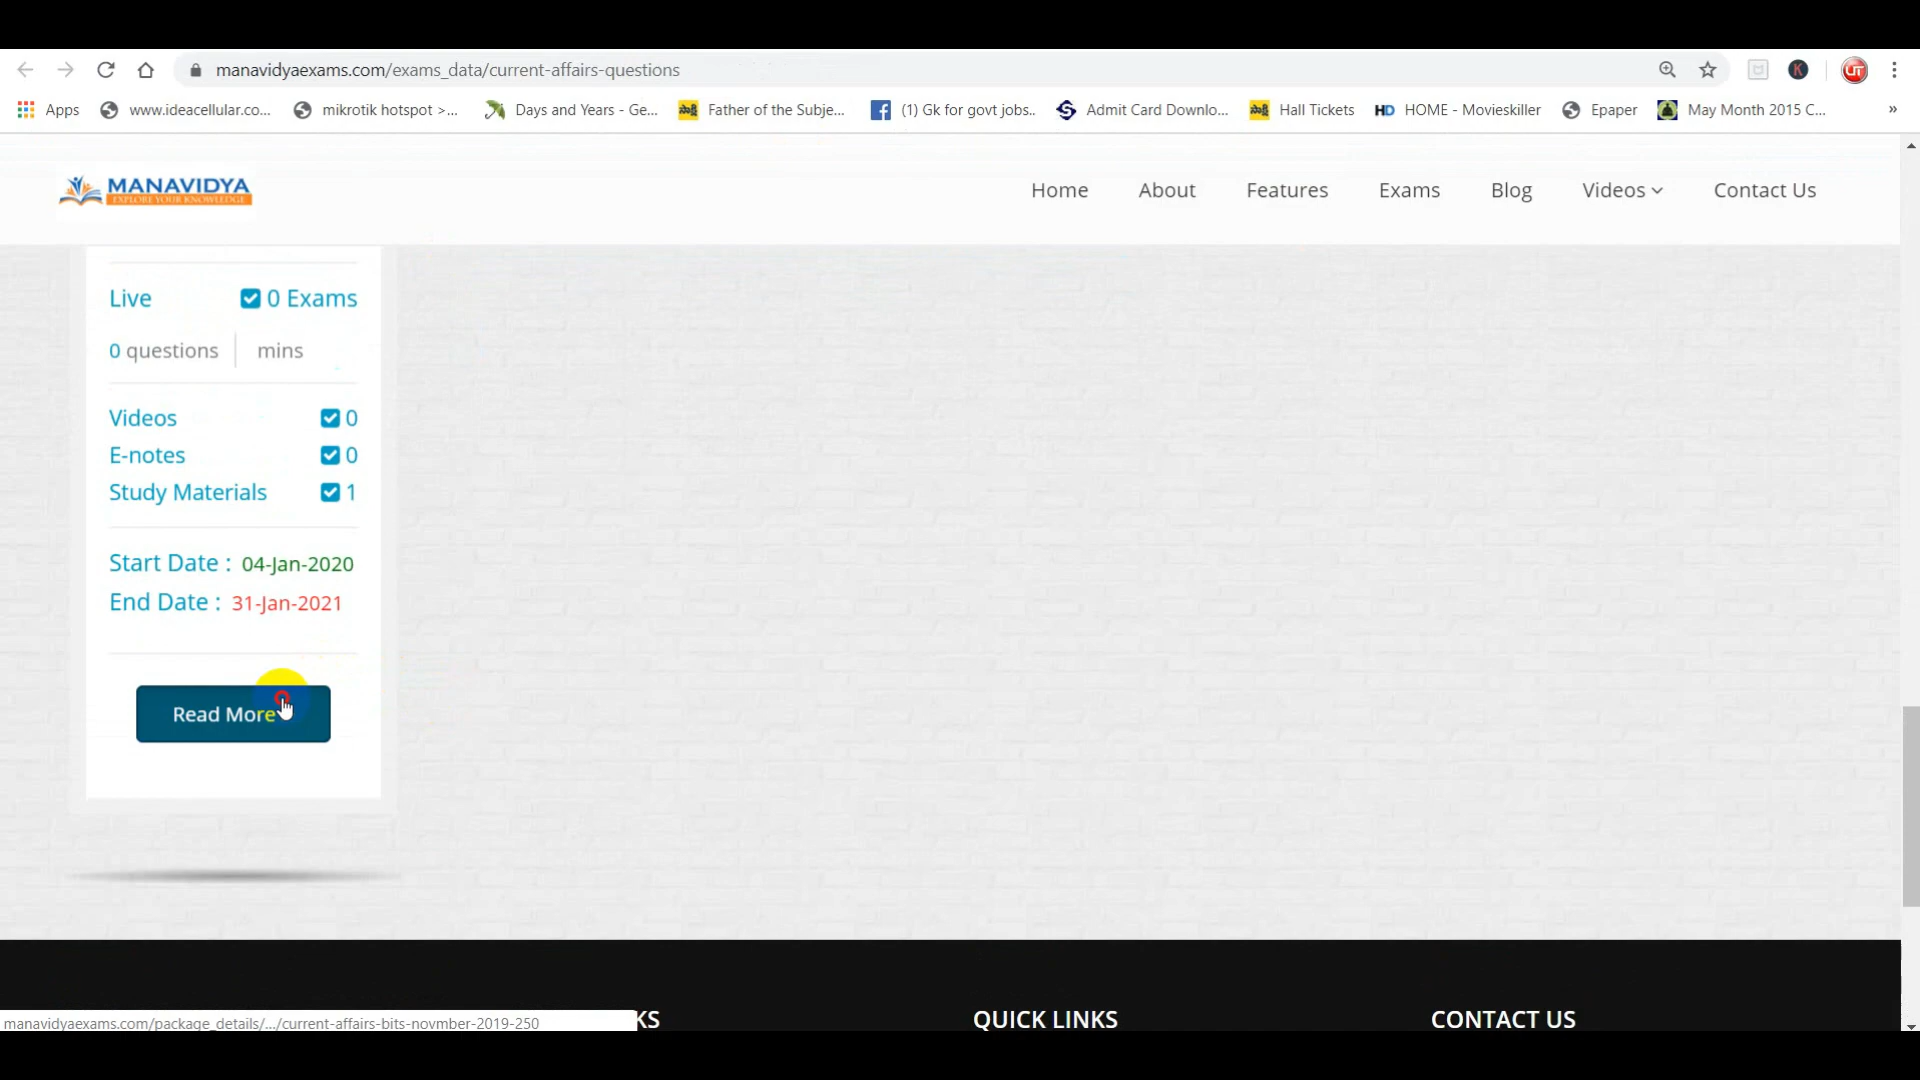 manavidyaexams.com/exams_data/current-affairs-questions
Apps www.ideacellular.co... mikrotik hotspot >... Days and Years - Ge... Father of the Subje... (1) Gk for govt jobs.. Admit Card Downlo... Hall Tickets HD HOME - Movieskiller Epaper May Month 2015 C... »
MANAVIDYA
EXPLORE YOUR KNOWLEDGE
Home About Features Exams Blog Videos Contact Us
Live 0 Exams
0 questions mins
Videos 0
E-notes 0
Study Materials 1
Start Date : 04-Jan-2020
End Date : 31-Jan-2021
Read More
KS QUICK LINKS CONTACT US
manavidyaexams.com/package_details/.../current-affairs-bits-novmber-2019-250